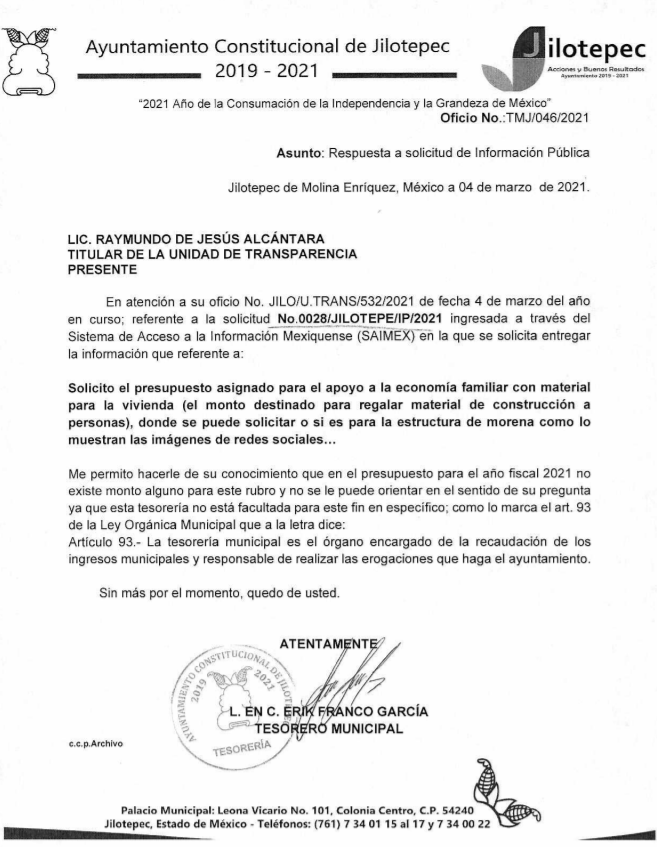 Ayuntamiento Constitucional de Jilotepec
2019 - 2021
Jilotepec
Acciones y Buenos Resultados
Ayuntamiento 2019 - 2021
"2021 Año de la Consumación de la Independencia y la Grandeza de México"
Oficio No.:TMJ/046/2021
Asunto: Respuesta a solicitud de Información Pública
Jilotepec de Molina Enríquez, México a 04 de marzo de 2021.
LIC. RAYMUNDO DE JESÚS ALCÁNTARA
TITULAR DE LA UNIDAD DE TRANSPARENCIA
PRESENTE
En atención a su oficio No. JILO/U.TRANS/532/2021 de fecha 4 de marzo del año
en curso; referente a la solicitud No.0028/JILOTEPE/IP/2021 ingresada a través del
Sistema de Acceso a la Información Mexiquense (SAIMEX) en la que se solicita entregar
la información que referente a:
Solicito el presupuesto asignado para el apoyo a la economía familiar con material
para la vivienda (el monto destinado para regalar material de construcción a
personas), donde se puede solicitar o si es para la estructura de morena como lo
muestran las imágenes de redes sociales...
Me permito hacerle de su conocimiento que en el presupuesto para el año fiscal 2021 no
existe monto alguno para este rubro y no se le puede orientar en el sentido de su pregunta
ya que esta tesorería no está facultada para este fin en especifico; como lo marca el art. 93
de la Ley Orgánica Municipal que a la letra dice:
Artículo 93.- La tesorería municipal es el órgano encargado de la recaudación de los
ingresos municipales y responsable de realizar las erogaciones que haga el ayuntamiento.
Sin más por el momento, quedo de usted.
ATENTAMENTE
AYUNTAMIENTO CONSTITUCIONAL DE JILOTEPEC
2019 2021
TESORERÍA
L. EN C. ERIK FRANCO GARCÍA
TESORERO MUNICIPAL
c.c.p.Archivo
Palacio Municipal: Leona Vicario No. 101, Colonia Centro, C.P. 54240
Jilotepec, Estado de México - Teléfonos: (761) 7 34 01 15 al 17 y 7 34 00 22